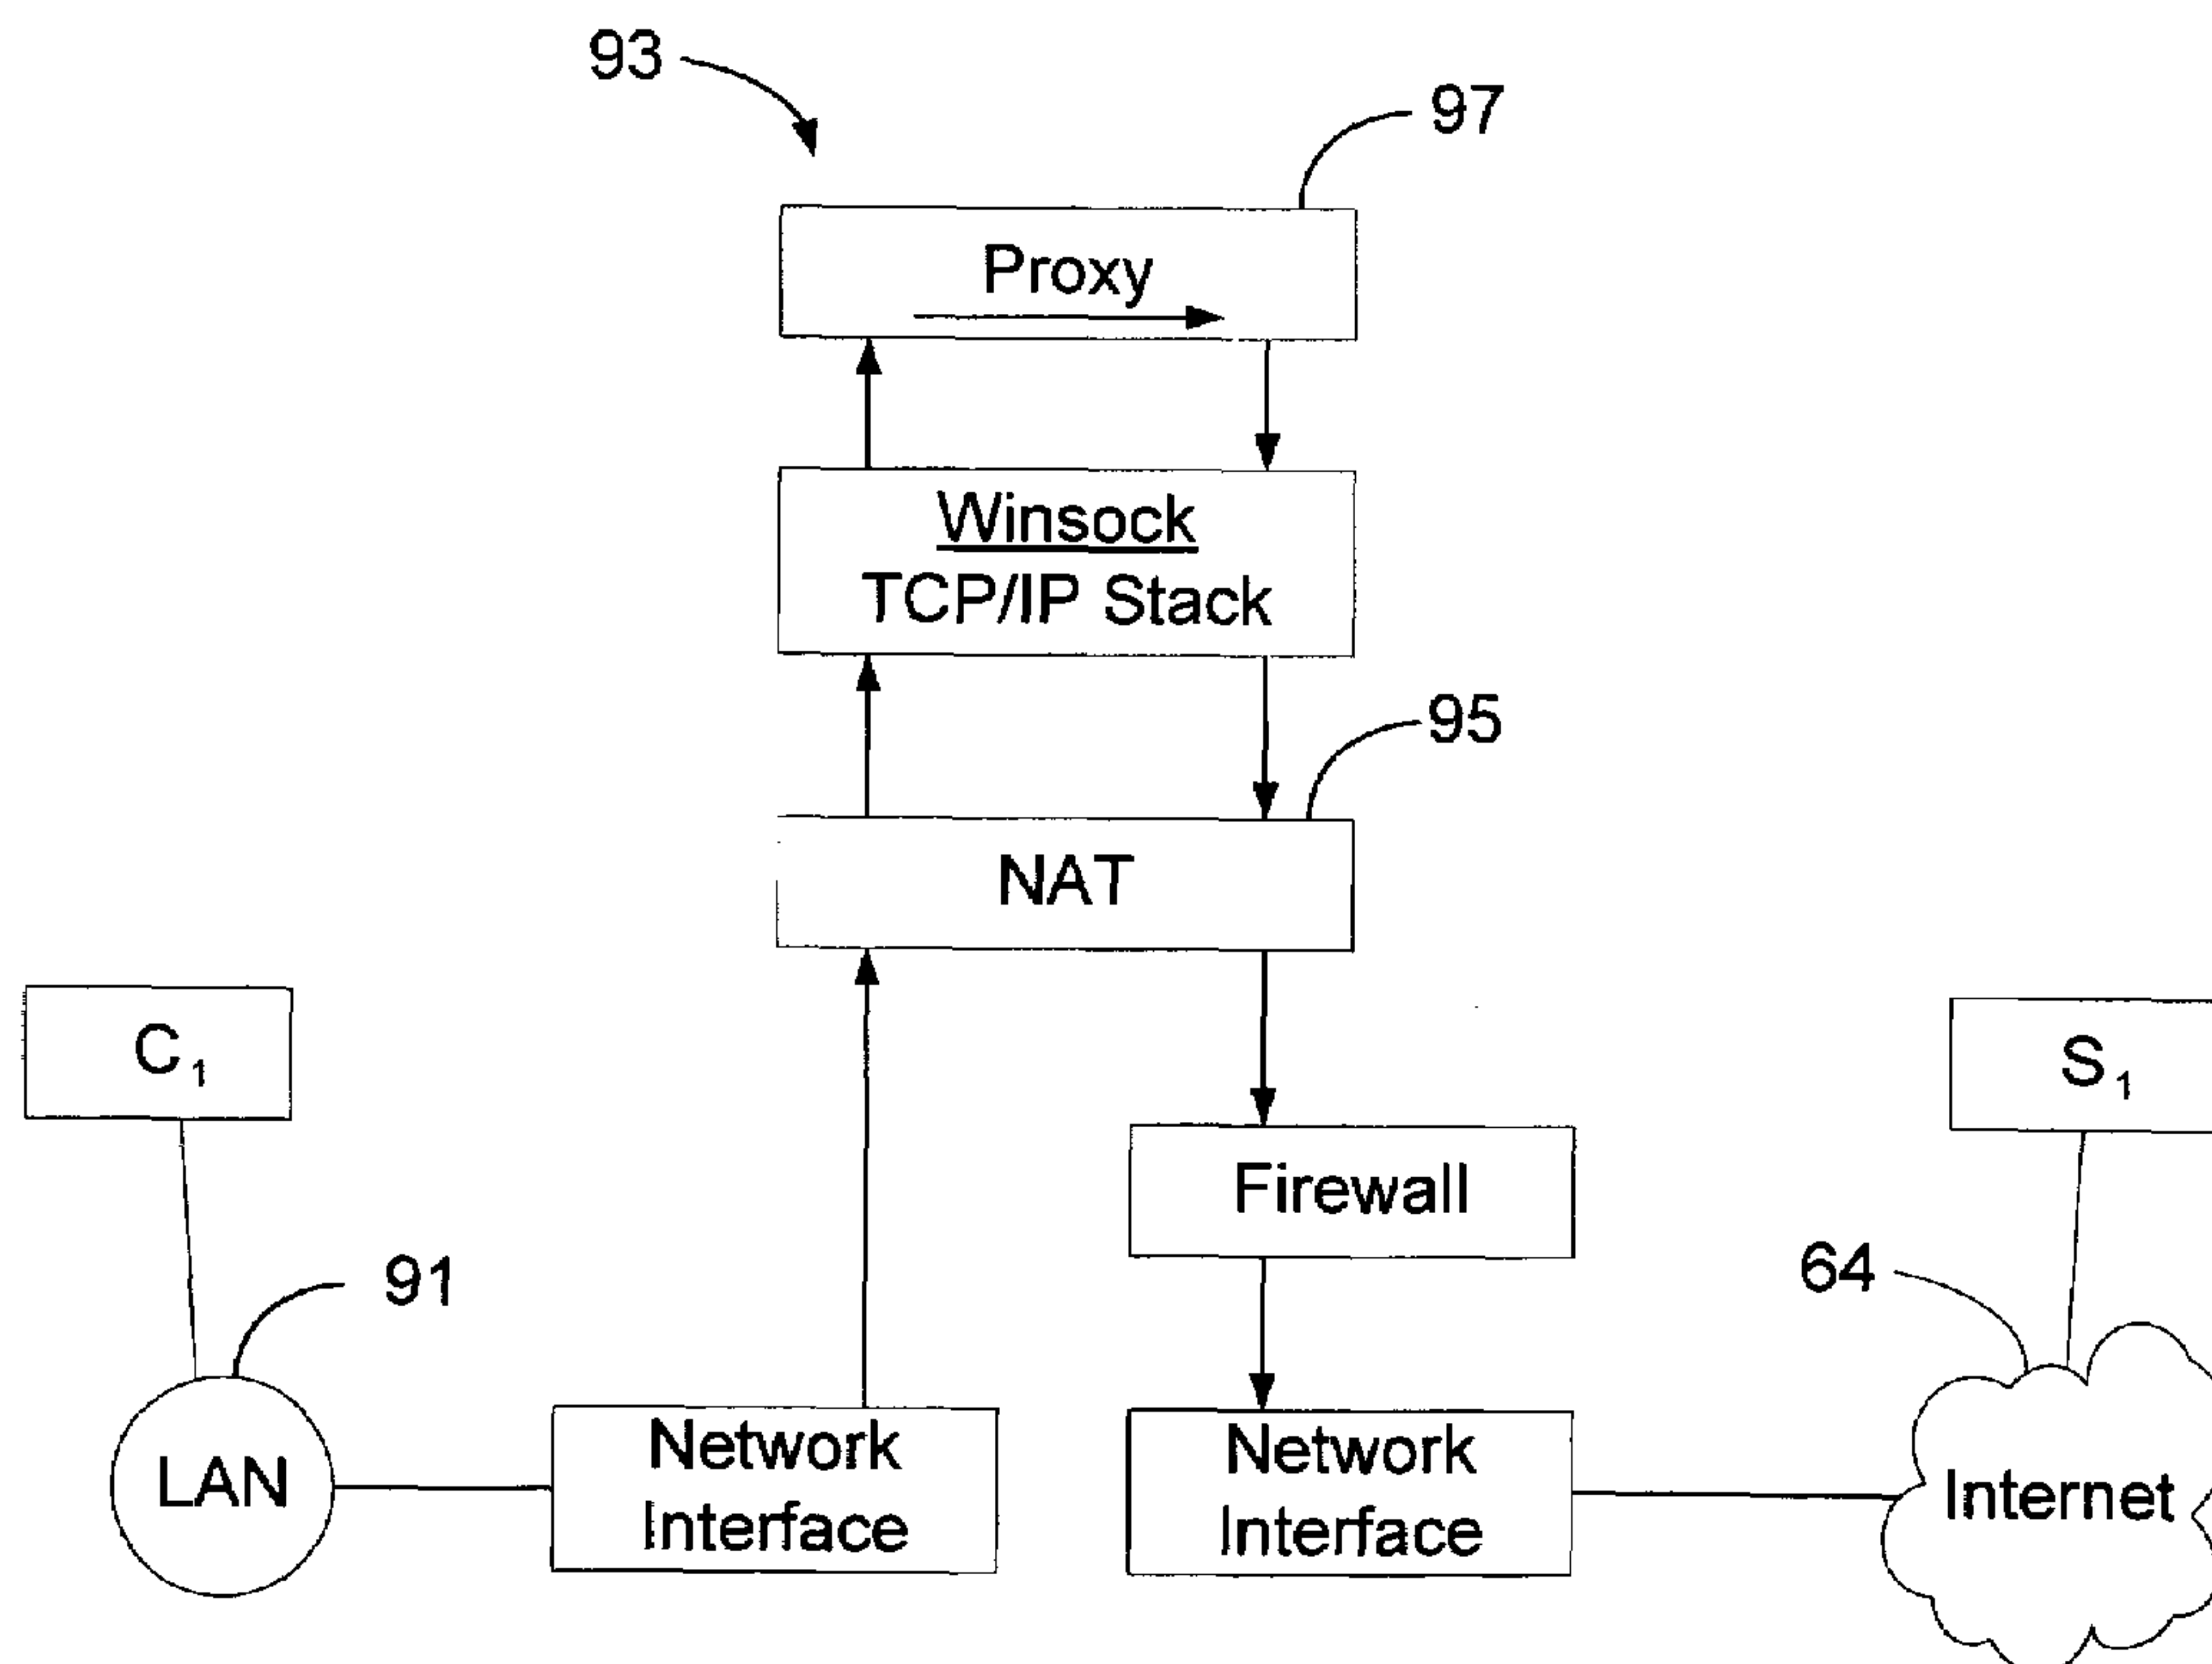 93
97
Proxy
Winsock
TCP/IP Stack
95
NAT
C1
S1
Firewall
91
64
LAN
Network
Interface
Network
Interface
Internet